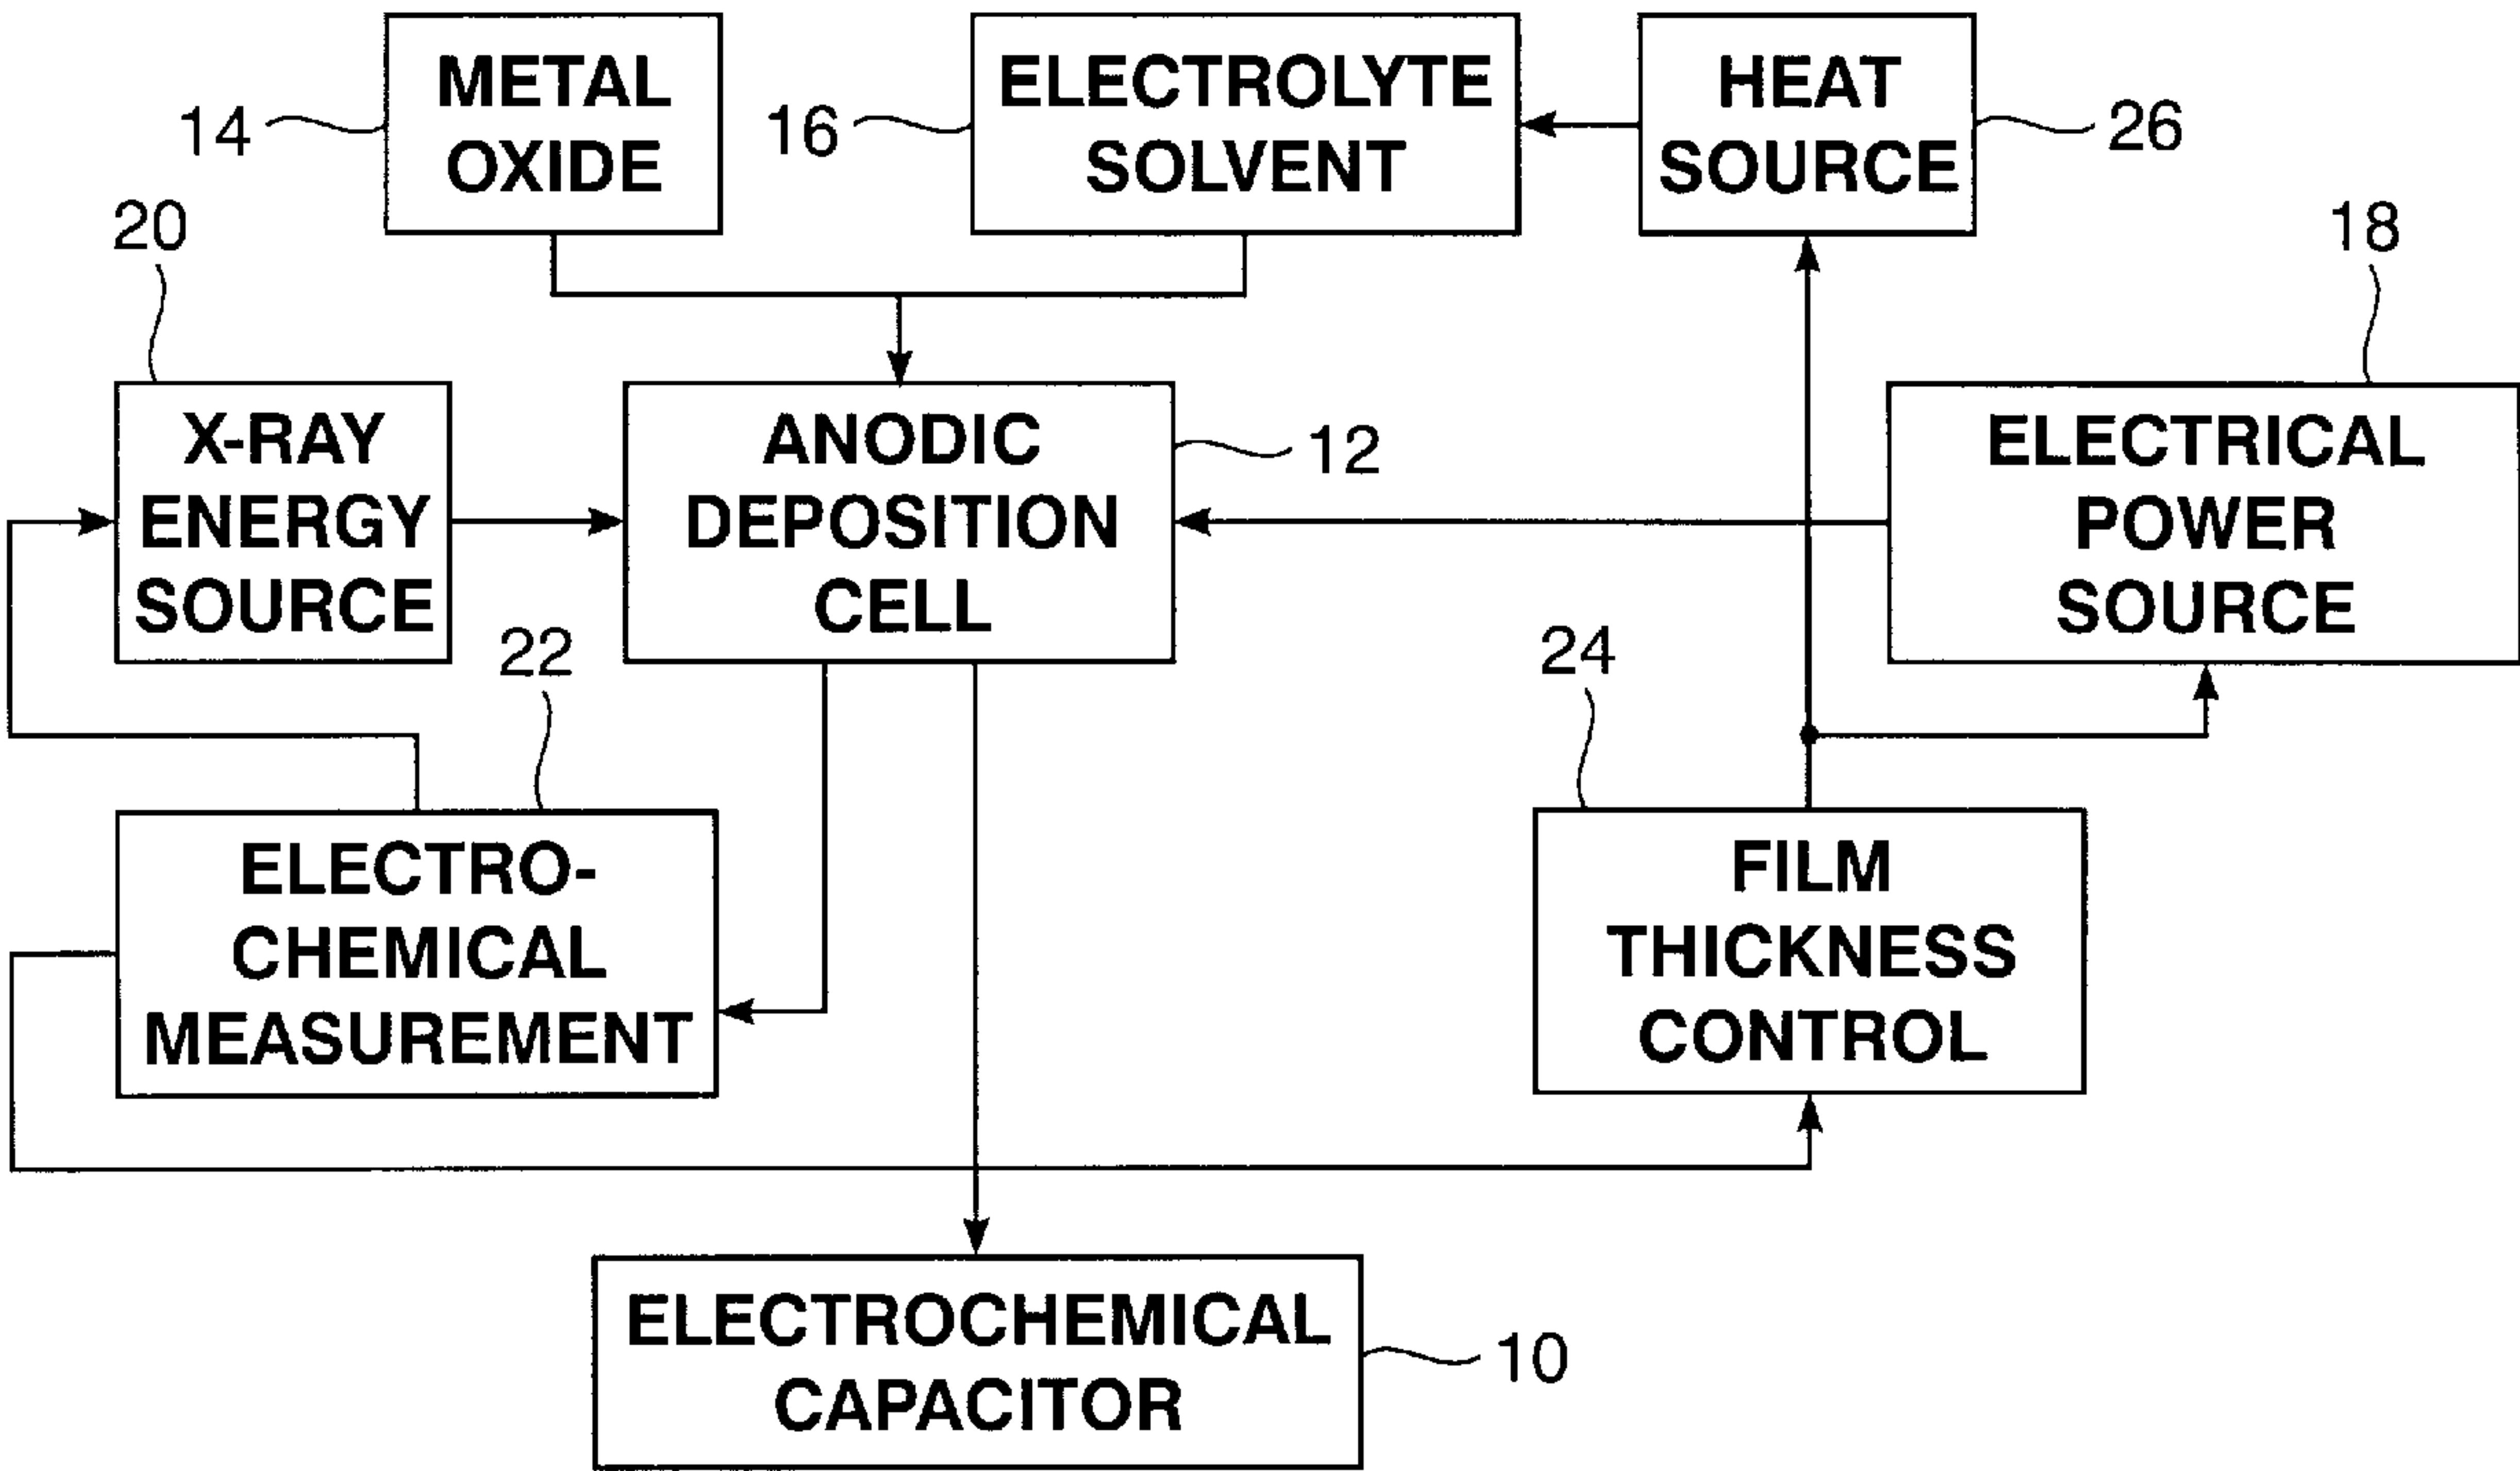 METAL
OXIDE
14
ELECTROLYTE
SOLVENT
16
HEAT
SOURCE
26
20
18
X-RAY
ENERGY
SOURCE
ANODIC
DEPOSITION
CELL
12
ELECTRICAL
POWER
SOURCE
22
24
ELECTRO-
CHEMICAL
MEASUREMENT
FILM
THICKNESS
CONTROL
ELECTROCHEMICAL
CAPACITOR
10